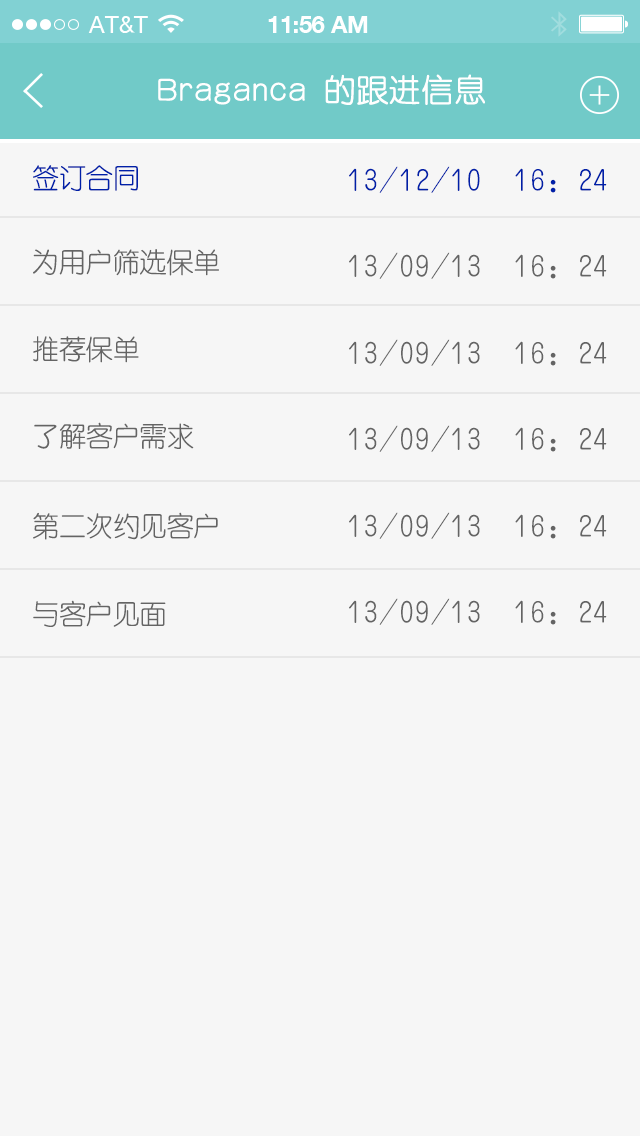 AT&T 11:56 AM
Braganca 的跟进信息
签订合同 13/12/10 16：24
为用户筛选保单 13/09/13 16：24
推荐保单 13/09/13 16：24
了解客户需求 13/09/13 16：24
第二次约见客户 13/09/13 16：24
与客户见面 13/09/13 16：24